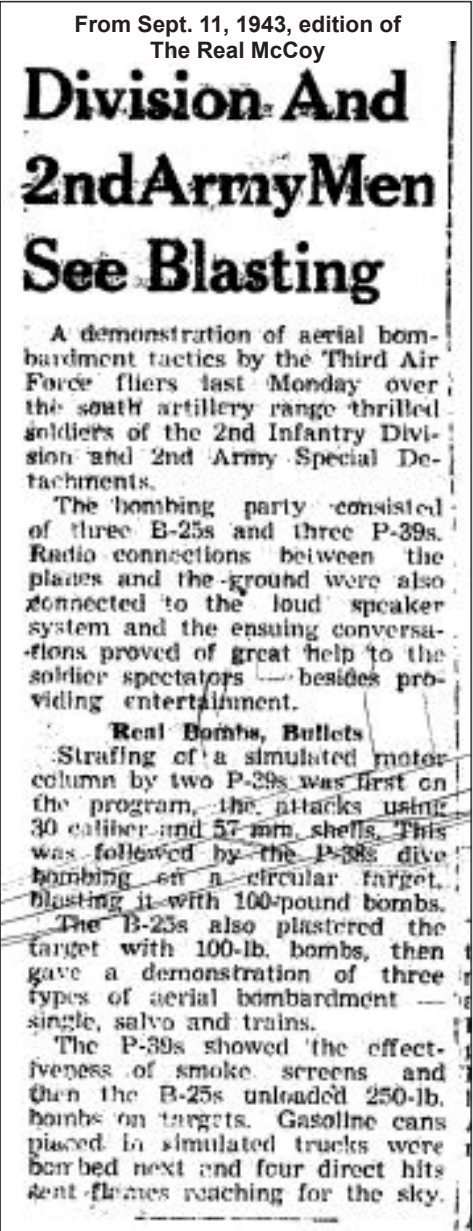 From Sept. 11, 1943, edition of
The Real McCoy
Division And
2nd Army Men
See Blasting
A demonstration of aerial bom-
bardment tactics by the Third Air
Force fliers last Monday over
the south artillery range thrilled
soldiers of the 2nd Infantry Divi-
sion and 2nd Army Special De-
tachments.
The bombing party consisted
of three B-25s and three P-39s.
Radio connections between the
planes and the ground were also
connected to the loud speaker
system and the ensuing conversa-
tions proved of great help to the
soldier spectators — besides pro-
viding entertainment.
Real Bombs, Bullets
Strafing of a simulated motor
column by two P-39s was first on
the program, the attacks using
30 caliber and 57 mm. shells. This
was followed by the P-38s dive
bombing on a circular target,
blasting it with 100-pound bombs.
The B-25s also plastered the
target with 100-lb. bombs, then
gave a demonstration of three
types of aerial bombardment —
single, salvo and trains.
The P-39s showed the effect-
iveness of smoke screens and
then the B-25s unloaded 250-lb.
bombs on targets. Gasoline cans
placed in simulated trucks were
bombed next and four direct hits
sent flames reaching for the sky.